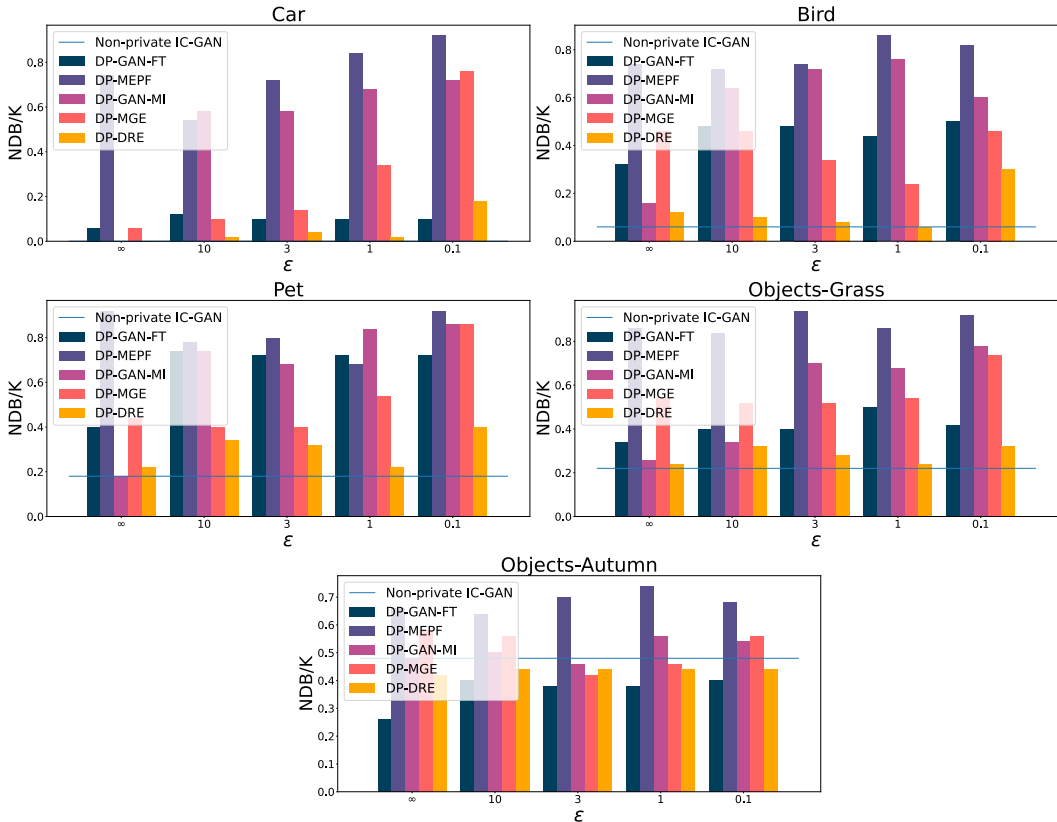 Car
NDB/K
0.8
0.6
0.4
0.2
0.0
Non-private IC-GAN
DP-GAN-FT
DP-MEPF
DP-GAN-MI
DP-MGE
DP-DRE
∞ 10 3 1 0.1
ε
Bird
NDB/K
0.8
0.6
0.4
0.2
0.0
Non-private IC-GAN
DP-GAN-FT
DP-MEPF
DP-GAN-MI
DP-MGE
DP-DRE
∞ 10 3 1 0.1
ε
Pet
NDB/K
0.8
0.6
0.4
0.2
0.0
Non-private IC-GAN
DP-GAN-FT
DP-MEPF
DP-GAN-MI
DP-MGE
DP-DRE
∞ 10 3 1 0.1
ε
Objects-Grass
NDB/K
0.8
0.6
0.4
0.2
0.0
Non-private IC-GAN
DP-GAN-FT
DP-MEPF
DP-GAN-MI
DP-MGE
DP-DRE
∞ 10 3 1 0.1
ε
Objects-Autumn
NDB/K
0.7
0.6
0.5
0.4
0.3
0.2
0.1
0.0
Non-private IC-GAN
DP-GAN-FT
DP-MEPF
DP-GAN-MI
DP-MGE
DP-DRE
∞ 10 3 1 0.1
ε